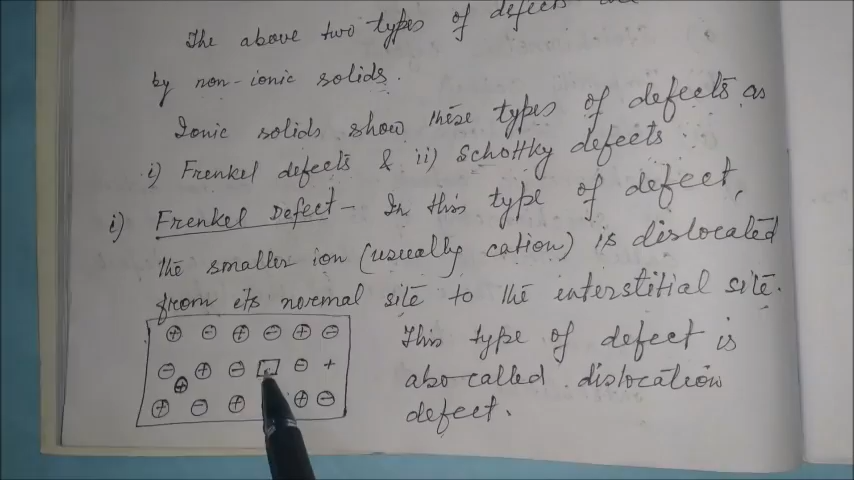 The above two types of defects
by non-ionic solids.
Ionic solids show these types of defects as
i) Frenkel defects & ii) Schottky defects
i) Frenkel Defect - In this type of defect,
the smaller ion (usually cation) is dislocated
from its normal site to the interstitial site.
This type of defect is
also called dislocation
defect.
+ - + - + -
- + - - +
+
+ - + + -